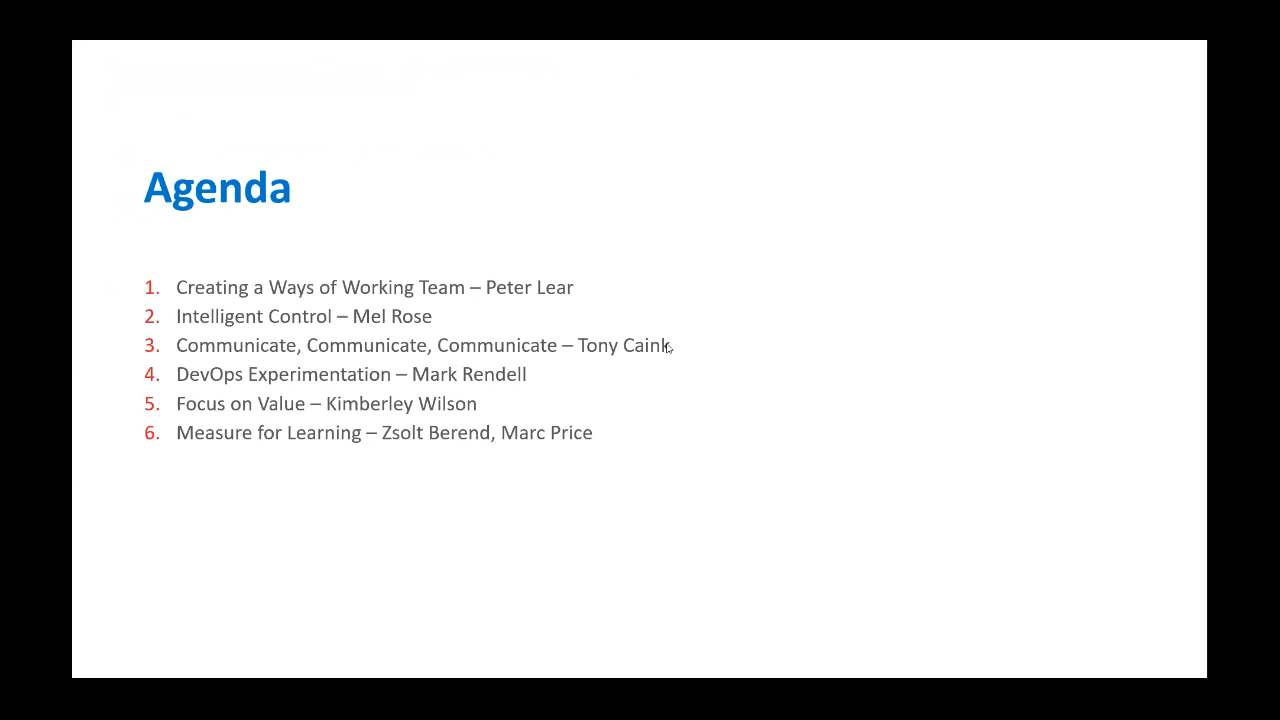 Agenda
1. Creating a Ways of Working Team – Peter Lear
2. Intelligent Control – Mel Rose
3. Communicate, Communicate, Communicate – Tony Caink
4. DevOps Experimentation – Mark Rendell
5. Focus on Value – Kimberley Wilson
6. Measure for Learning – Zsolt Berend, Marc Price